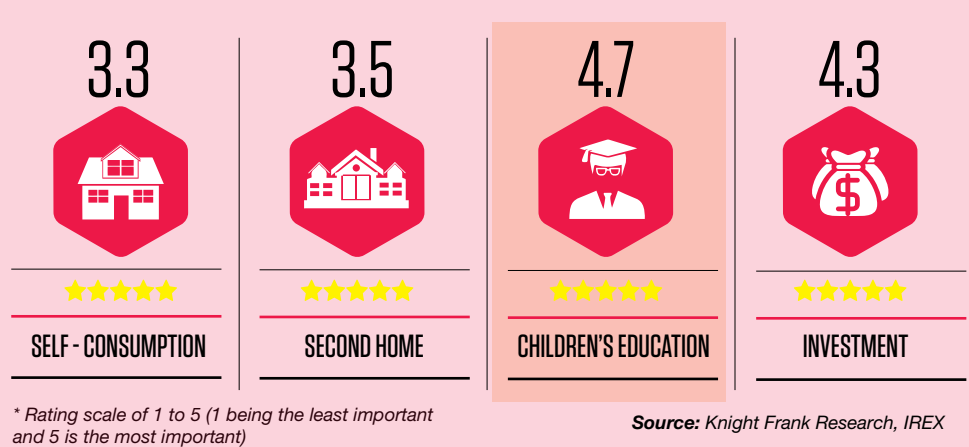 3.3
3.5
4.7
4.3
$
SELF - CONSUMPTION
SECOND HOME
CHILDREN'S EDUCATION
INVESTMENT
* Rating scale of 1 to 5 (1 being the least important
and 5 is the most important)
Source: Knight Frank Research, IREX